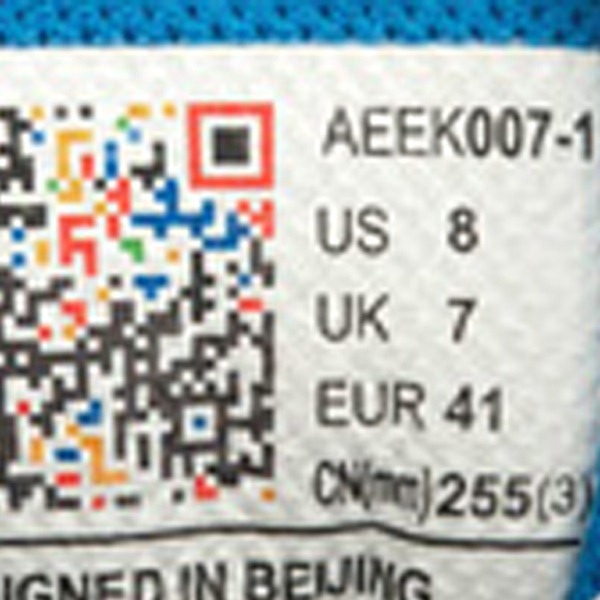 AEEK007-1
US 8
UK 7
EUR 41
CN(mm) 255(3)
IGNED IN BEIJING